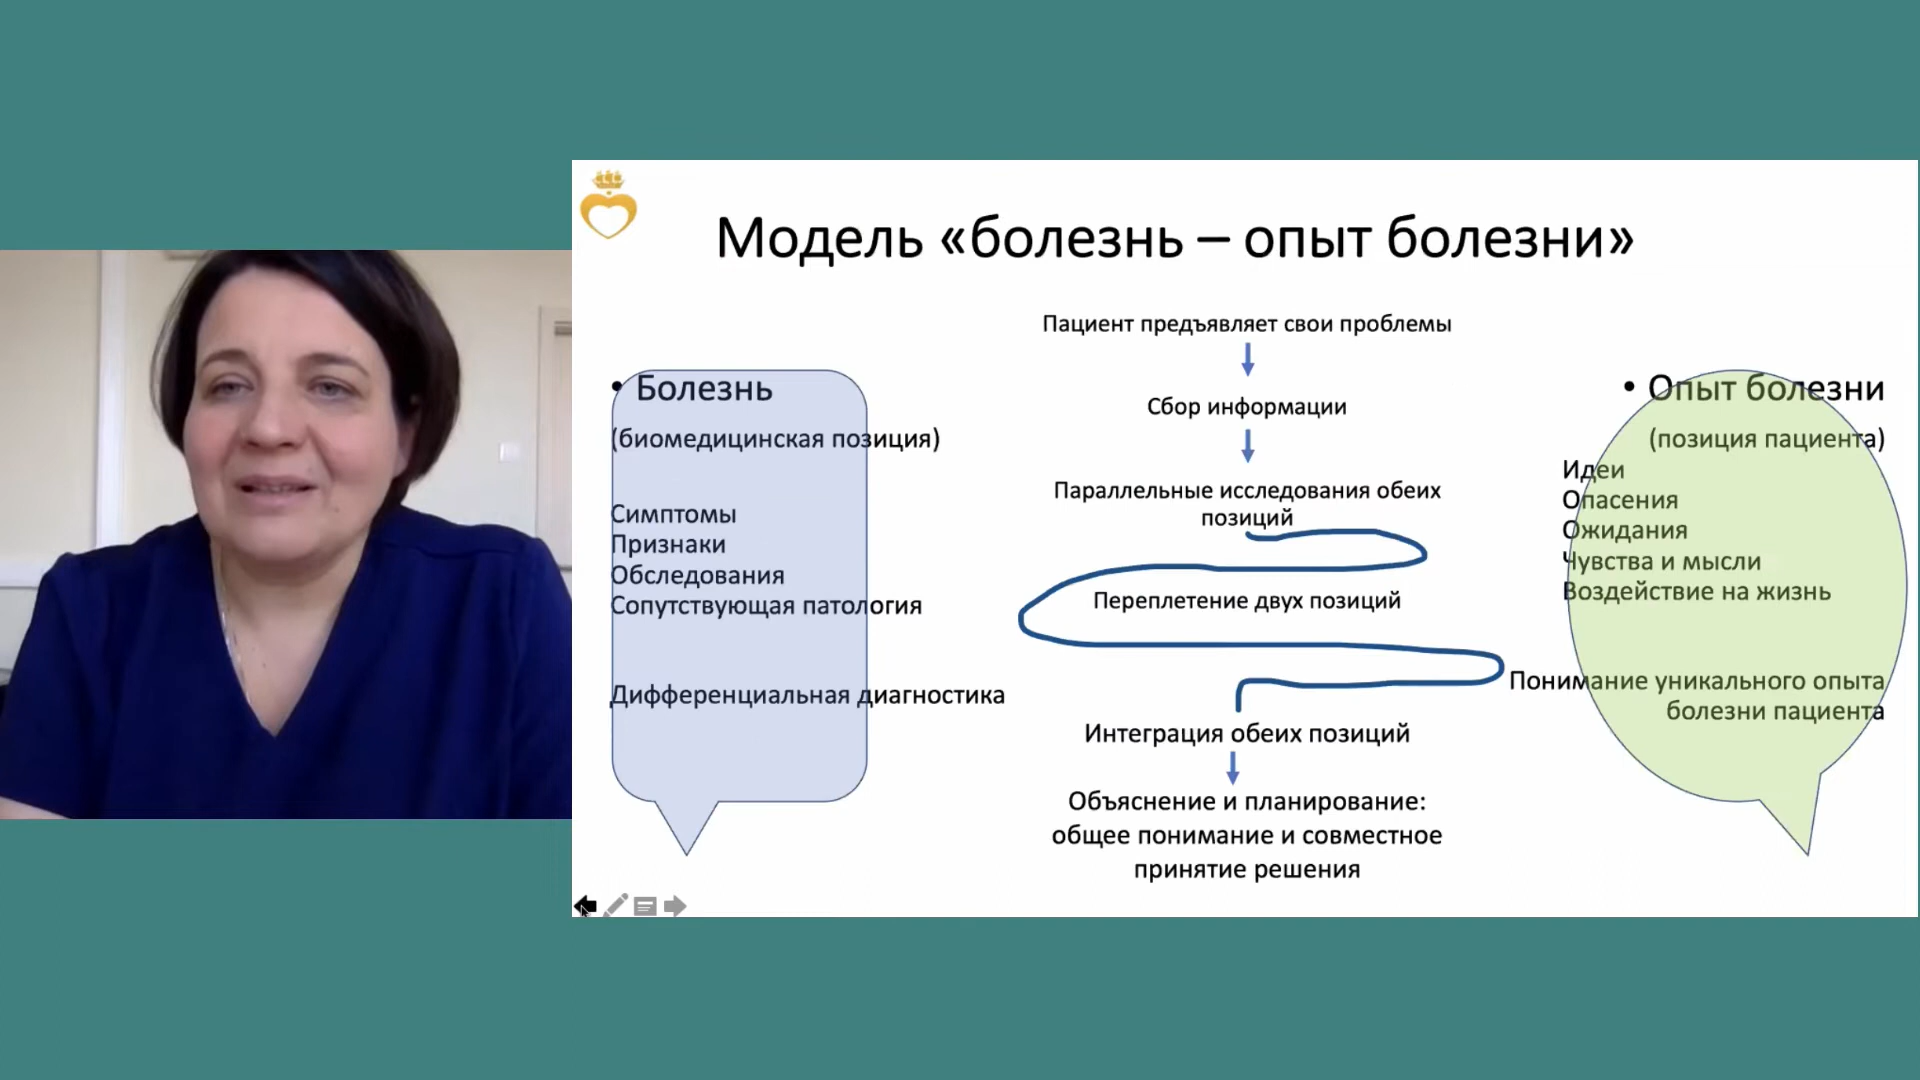 Модель «болезнь – опыт болезни»
• Болезнь
(биомедицинская позиция)
Симптомы
Признаки
Обследования
Сопутствующая патология
Дифференциальная диагностика
Пациент предъявляет свои проблемы
Сбор информации
Параллельные исследования обеих
позиций
Переплетение двух позиций
Интеграция обеих позиций
Объяснение и планирование:
общее понимание и совместное
принятие решения
• Опыт болезни
(позиция пациента)
Идеи
Опасения
Ожидания
Чувства и мысли
Воздействие на жизнь
Понимание уникального опыта
болезни пациента